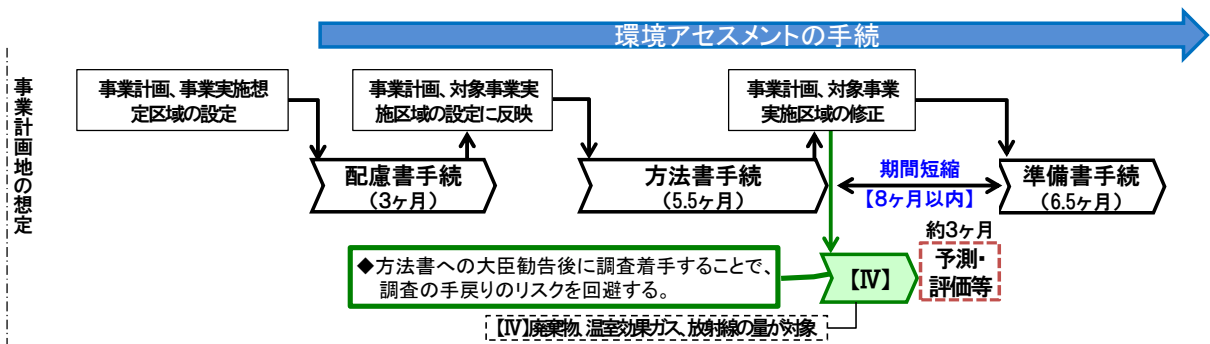 環境アセスメントの手続
事業計画地の想定
事業計画、事業実施想
定区域の設定
事業計画、対象事業実
施区域の設定に反映
事業計画、対象事業
実施区域の修正
配慮書手続
(3ヶ月)
方法書手続
(5.5ヶ月)
期間短縮
【8ヶ月以内】
準備書手続
(6.5ヶ月)
約3ヶ月
予測・
評価等
◆方法書への大臣勧告後に調査着手することで、
調査の手戻りのリスクを回避する。
【Ⅳ】
【Ⅳ】廃棄物、温室効果ガス、放射線の量が対象